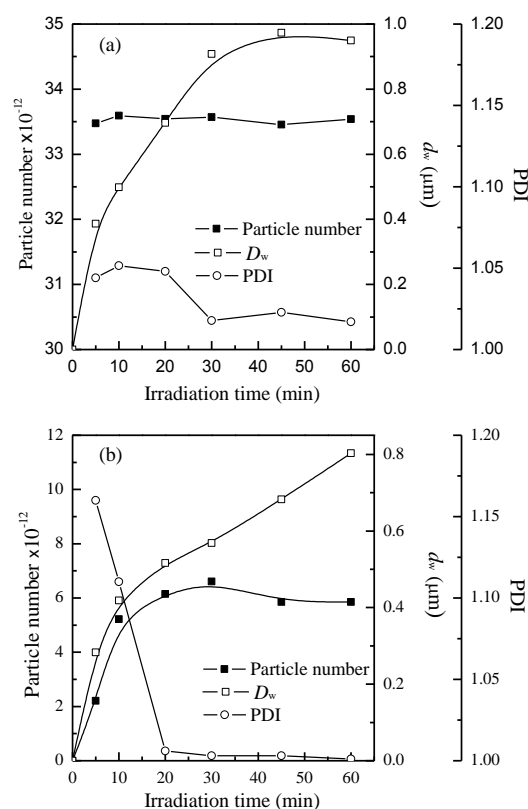 (a)
35
34
33
32
31
30
Particle number x10-12
1.0
0.8
0.6
0.4
0.2
0.0
dw (μm)
1.20
1.15
1.10
1.05
1.00
PDI
Particle number
Dw
PDI
0 10 20 30 40 50 60
Irradiation time (min)
(b)
12
10
8
6
4
2
0
Particle number x10-12
0.8
0.6
0.4
0.2
0.0
dw (μm)
1.20
1.15
1.10
1.05
1.00
PDI
Particle number
Dw
PDI
0 10 20 30 40 50 60
Irradiation time (min)